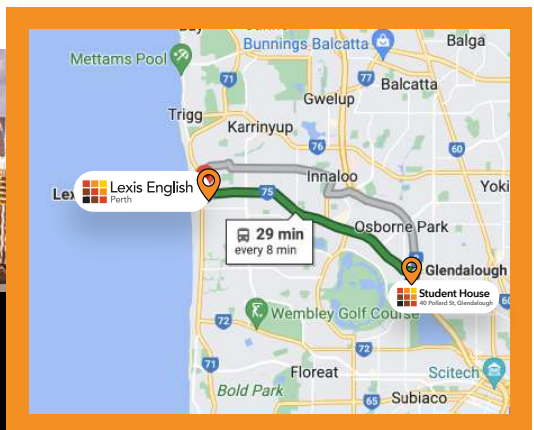 Bunnings Balcatta
Balga
Mettams Pool
71
77
Balcatta
Gwelup
Trigg
Karrinyup
76
60
Innaloo
Yoki
Lexis English
Perth
Lex
75
29 min
every 8 min
Osborne Park
Glendalough
Student House
40 Pollard St, Glendalough
Wembley Golf Course
72
72
71
Floreat
Scitech
Bold Park
65
Subiaco